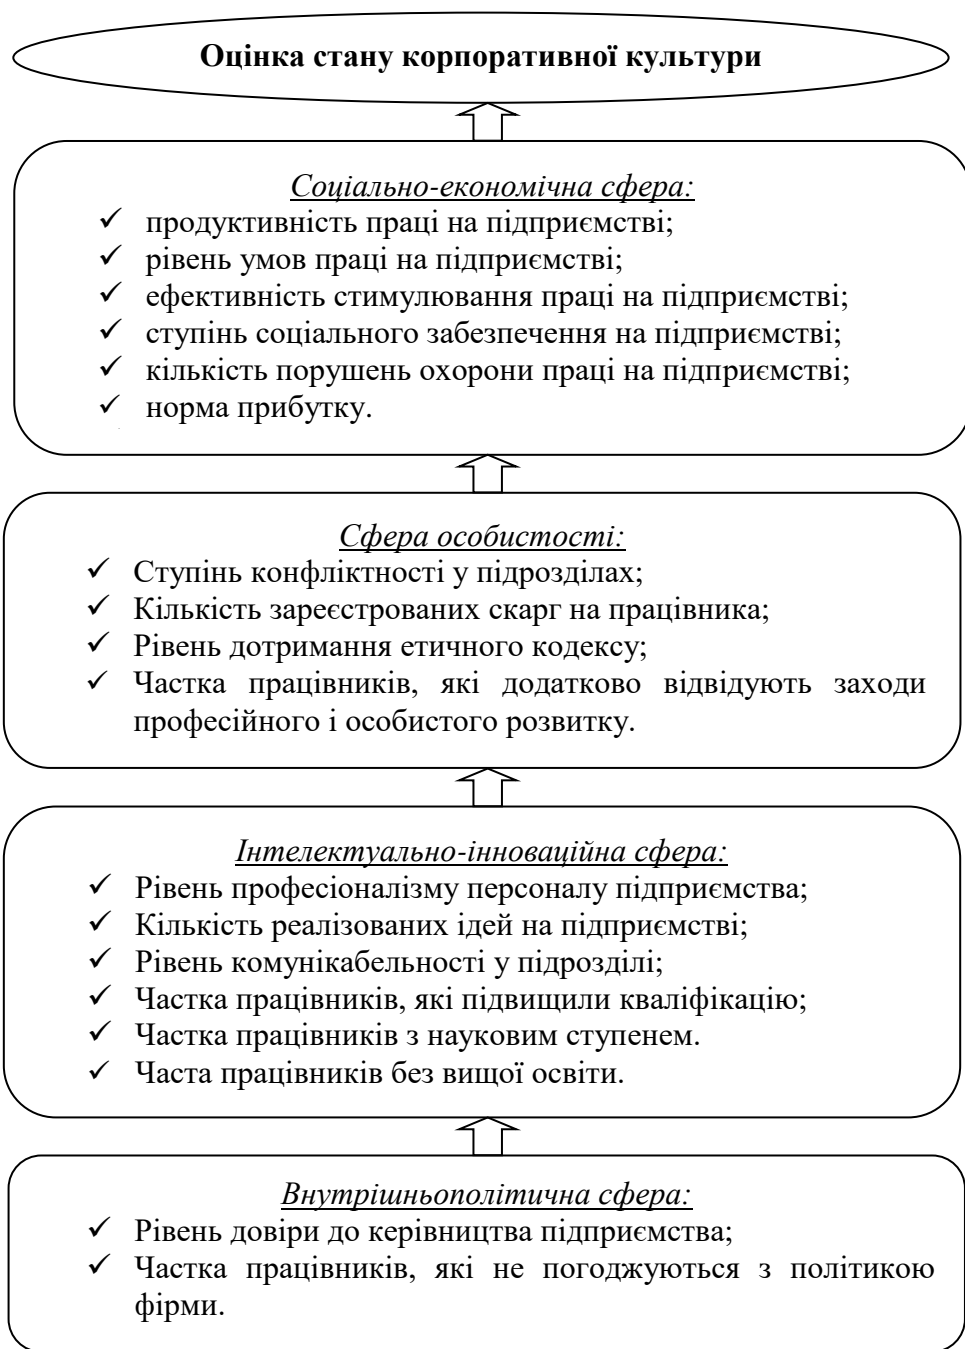 Оцінка стану корпоративної культури
Соціально-економічна сфера:
✓ продуктивність праці на підприємстві;
✓ рівень умов праці на підприємстві;
✓ ефективність стимулювання праці на підприємстві;
✓ ступінь соціального забезпечення на підприємстві;
✓ кількість порушень охорони праці на підприємстві;
✓ норма прибутку.
Сфера особистості:
✓ Ступінь конфліктності у підрозділах;
✓ Кількість зареєстрованих скарг на працівника;
✓ Рівень дотримання етичного кодексу;
✓ Частка працівників, які додатково відвідують заходи
професійного і особистого розвитку.
Інтелектуально-інноваційна сфера:
✓ Рівень професіоналізму персоналу підприємства;
✓ Кількість реалізованих ідей на підприємстві;
✓ Рівень комунікабельності у підрозділі;
✓ Частка працівників, які підвищили кваліфікацію;
✓ Частка працівників з науковим ступенем.
✓ Часта працівників без вищої освіти.
Внутрішньополітична сфера:
✓ Рівень довіри до керівництва підприємства;
✓ Частка працівників, які не погоджуються з політикою
фірми.